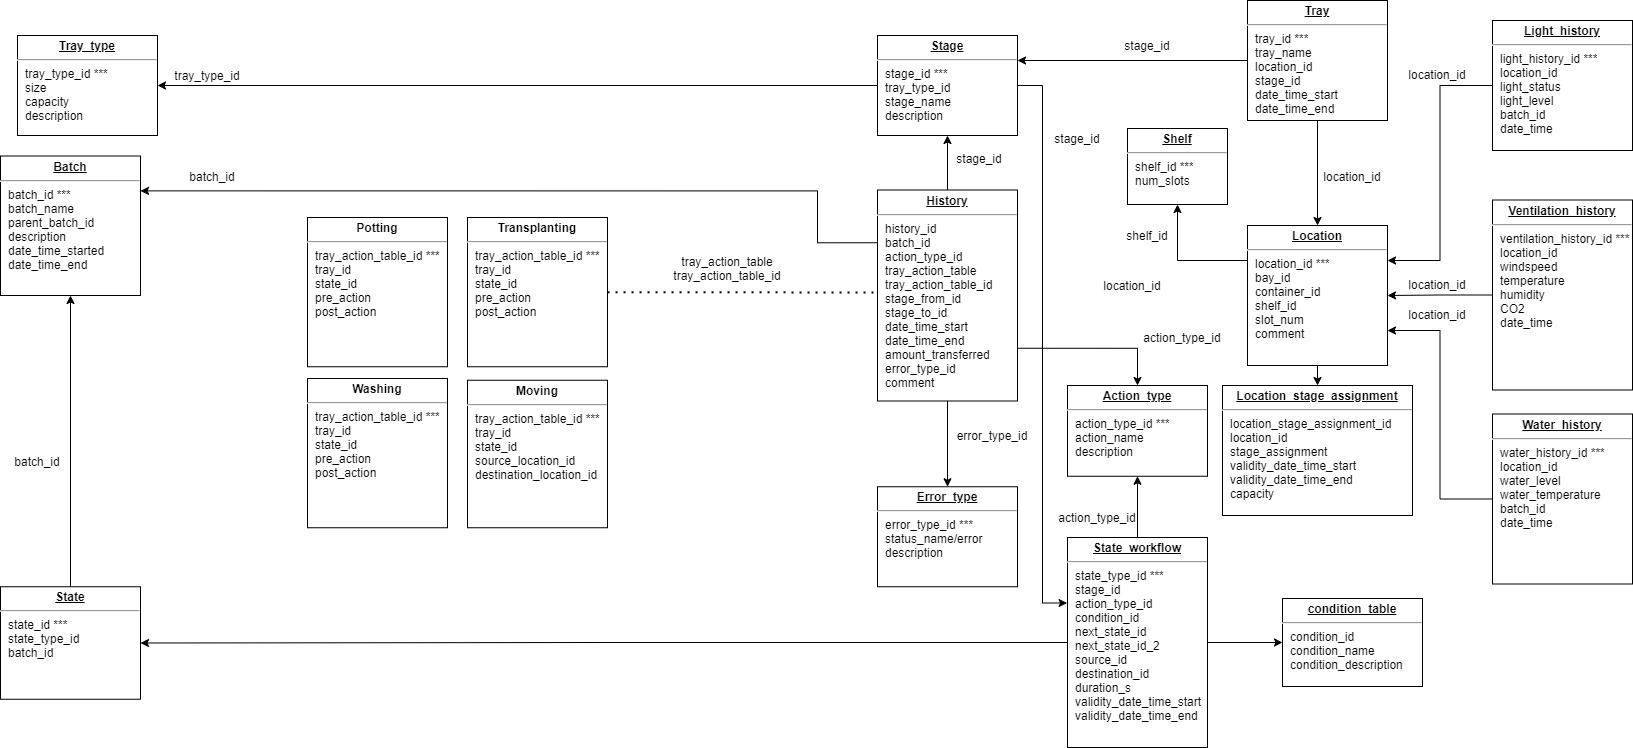 Tray_type
tray_type_id ***
size
capacity
description
tray_type_id
Stage
stage_id ***
tray_type_id
stage_name
description
stage_id
Tray
tray_id ***
tray_name
location_id
stage_id
date_time_start
date_time_end
location_id
Light_history
light_history_id ***
location_id
light_status
light_level
batch_id
date_time
Batch
batch_id ***
batch_name
parent_batch_id
description
date_time_started
date_time_end
batch_id
stage_id
stage_id
Shelf
shelf_id ***
num_slots
location_id
shelf_id
Potting
tray_action_table_id ***
tray_id
state_id
pre_action
post_action
Transplanting
tray_action_table_id ***
tray_id
state_id
pre_action
post_action
tray_action_table
tray_action_table_id
History
history_id
batch_id
action_type_id
tray_action_table
tray_action_table_id
stage_from_id
stage_to_id
date_time_start
date_time_end
amount_transferred
error_type_id
comment
location_id
Location
location_id ***
bay_id
container_id
shelf_id
slot_num
comment
location_id
location_id
Ventilation_history
ventilation_history_id ***
location_id
windspeed
temperature
humidity
CO2
date_time
action_type_id
Washing
tray_action_table_id ***
tray_id
state_id
pre_action
post_action
Moving
tray_action_table_id ***
tray_id
state_id
source_location_id
destination_location_id
Action_type
action_type_id ***
action_name
description
Location_stage_assignment
location_stage_assignment_id
location_id
stage_assignment
validity_date_time_start
validity_date_time_end
capacity
Water_history
water_history_id ***
location_id
water_level
water_temperature
batch_id
date_time
batch_id
error_type_id
Error_type
error_type_id ***
status_name/error
description
action_type_id
State_workflow
state_type_id ***
stage_id
action_type_id
condition_id
next_state_id
next_state_id_2
source_id
destination_id
duration_s
validity_date_time_start
validity_date_time_end
State
state_id ***
state_type_id
batch_id
condition_table
condition_id
condition_name
condition_description